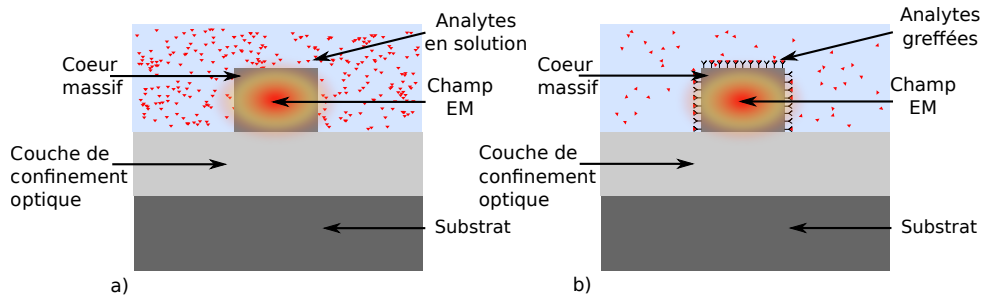 Analytes
en solution
Coeur
massif
Champ
EM
Couche de
confinement
optique
Substrat
a)
Analytes
greffées
Coeur
massif
Champ
EM
Couche de
confinement
optique
Substrat
b)